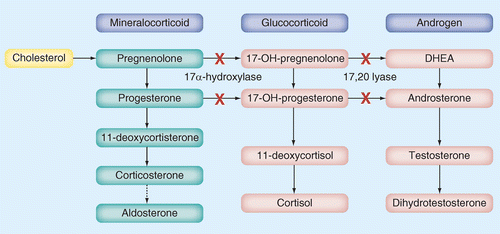 Mineralocorticoid
Glucocorticoid
Androgen
Cholesterol
Pregnenolone
X
17-OH-pregnenolone
X
DHEA
17α-hydroxylase
17,20 lyase
Progesterone
X
17-OH-progesterone
X
Androsterone
11-deoxycortisterone
Corticosterone
11-deoxycortisol
Testosterone
Aldosterone
Cortisol
Dihydrotestosterone